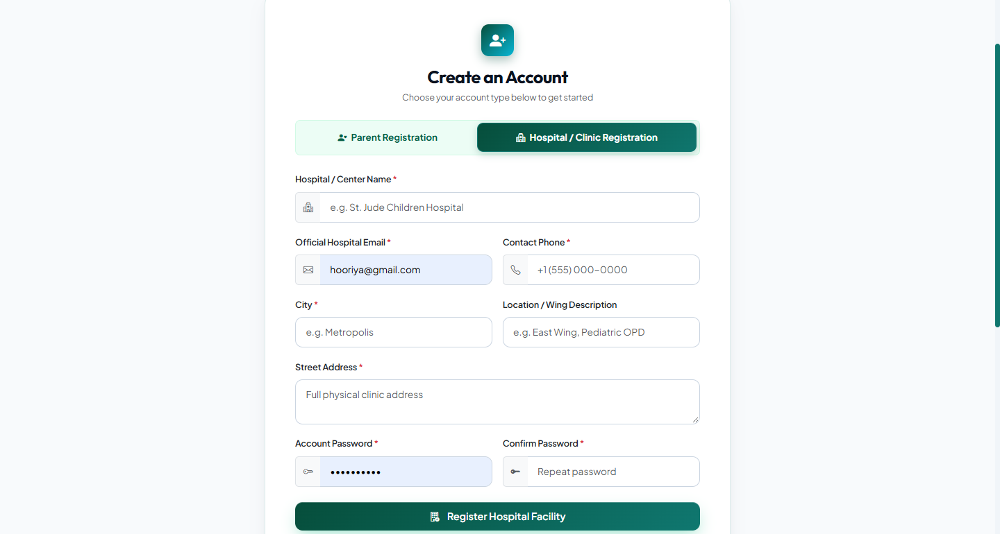 Create an Account
Choose your account type below to get started
Parent Registration Hospital / Clinic Registration
Hospital / Center Name *
e.g. St. Jude Children Hospital
Official Hospital Email * Contact Phone *
hooriya@gmail.com +1 (555) 000-0000
City * Location / Wing Description
e.g. Metropolis e.g. East Wing, Pediatric OPD
Street Address *
Full physical clinic address
Account Password * Confirm Password *
•••••••••• Repeat password
Register Hospital Facility